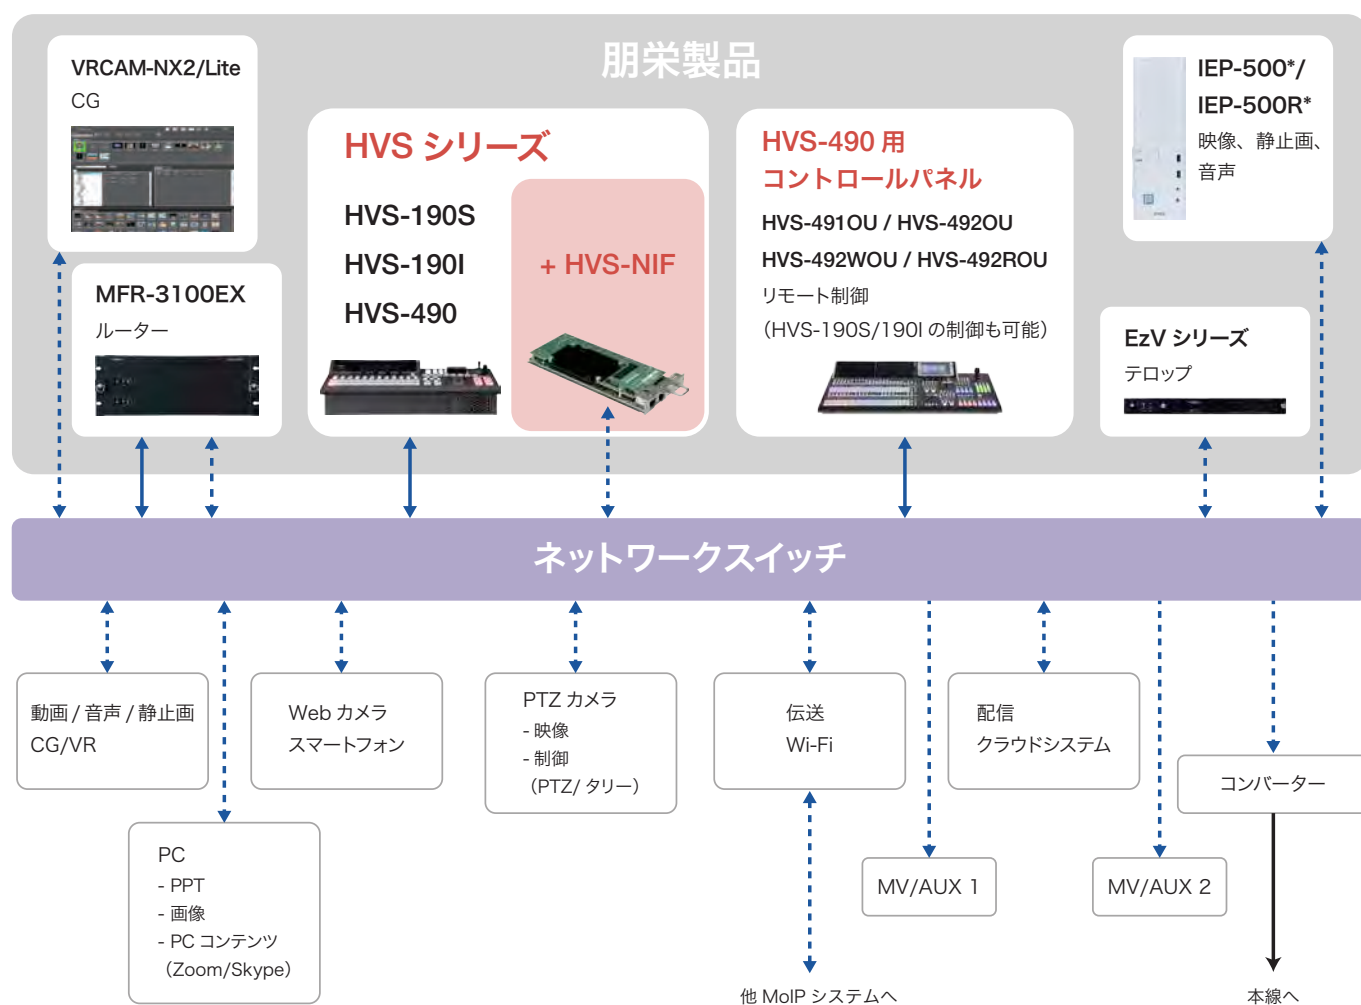 朋栄製品
VRCAM-NX2/Lite
CG
MFR-3100EX
ルーター
HVS シリーズ
HVS-190S
HVS-190I
HVS-490
+ HVS-NIF
HVS-490 用
コントロールパネル
HVS-491OU / HVS-492OU
HVS-492WOU / HVS-492ROU
リモート制御
（HVS-190S/190I の制御も可能）
IEP-500*/
IEP-500R*
映像、静止画、
音声
EzV シリーズ
テロップ
ネットワークスイッチ
動画 / 音声 / 静止画
CG/VR
PC
- PPT
- 画像
- PC コンテンツ
（Zoom/Skype）
Web カメラ
スマートフォン
PTZ カメラ
- 映像
- 制御
（PTZ/ タリー）
伝送
Wi-Fi
他 MoIP システムへ
MV/AUX 1
配信
クラウドシステム
MV/AUX 2
コンバーター
本線へ